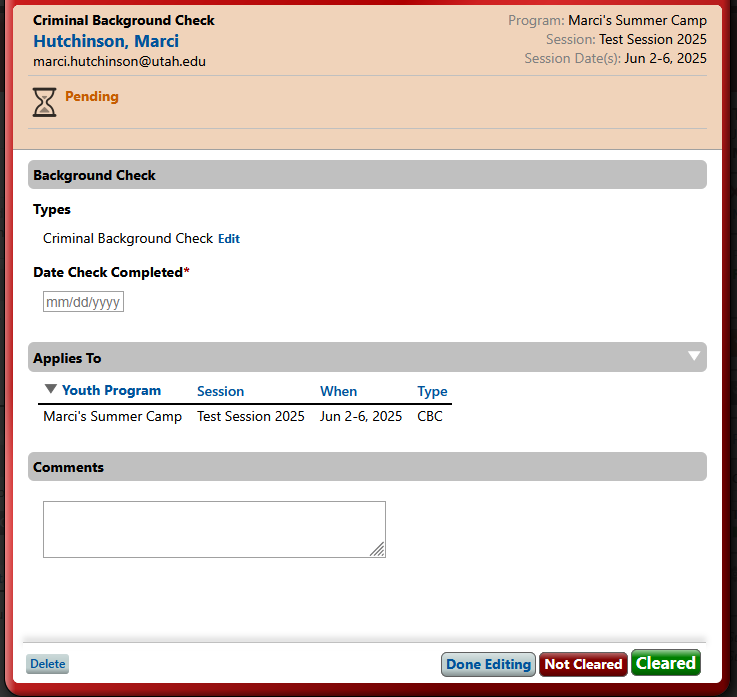 Criminal Background Check
Hutchinson, Marci
marci.hutchinson@utah.edu
Program: Marci's Summer Camp
Session: Test Session 2025
Session Date(s): Jun 2-6, 2025
Pending
Background Check
Types
Criminal Background Check Edit
Date Check Completed*
mm/dd/yyyy
Applies To
Youth Program Session When Type
Marci's Summer Camp Test Session 2025 Jun 2-6, 2025 CBC
Comments
Delete Done Editing Not Cleared Cleared